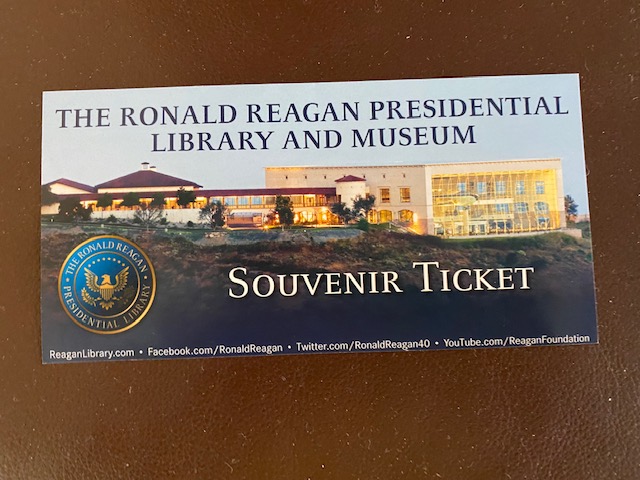 THE RONALD REAGAN PRESIDENTIAL
LIBRARY AND MUSEUM
THE RONALD REAGAN
PRESIDENTIAL LIBRARY
SOUVENIR TICKET
ReaganLibrary.com • Facebook.com/RonaldReagan • Twitter.com/RonaldReagan40 • YouTube.com/ReaganFoundation